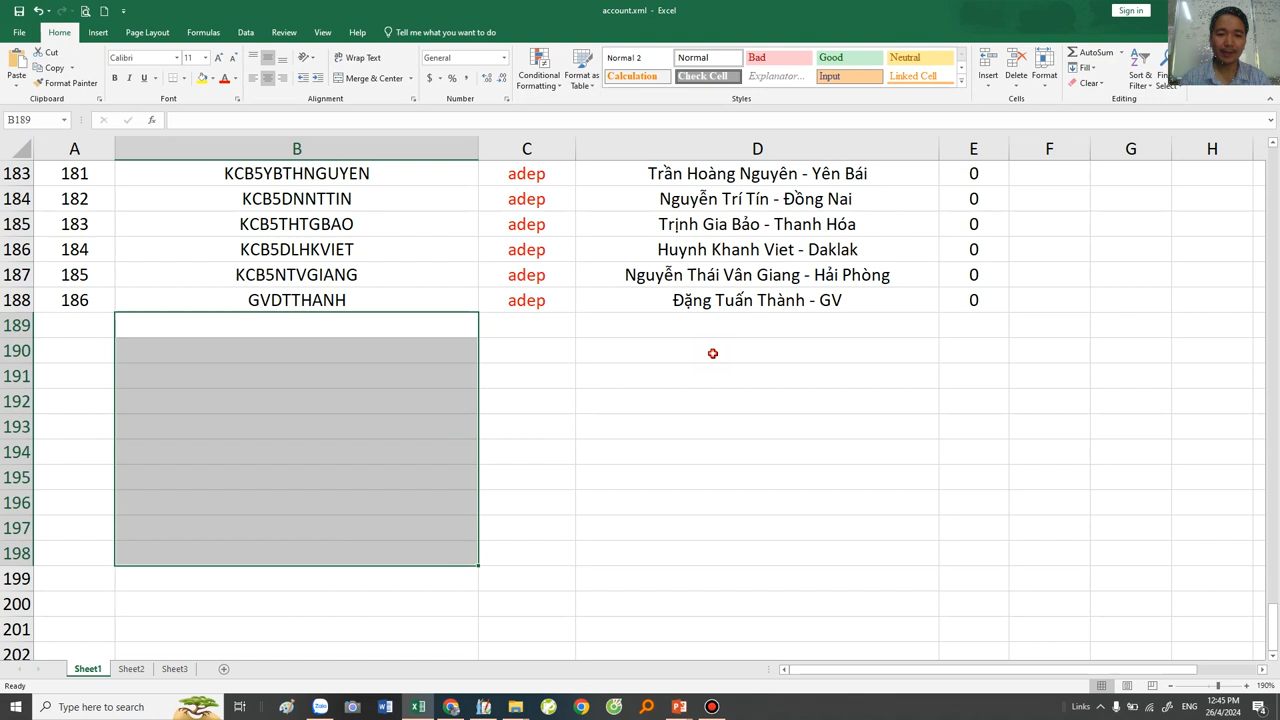 account.xml - Excel
Sign in
File Home Insert Page Layout Formulas Data Review View Help Tell me what you want to do
Paste
Cut
Copy
Format Painter
Clipboard
Calibri 11
B I U
Font
Wrap Text
Merge & Center
Alignment
General
$ % ,
Number
Conditional Formatting
Format as Table
Normal 2 Normal Bad Good Neutral
Calculation Check Cell Explanatory... Input Linked Cell
Styles
Insert Delete Format
Cells
AutoSum
Fill
Clear
Sort & Filter
Editing
B189 fx
A B C D E F G H
183 181 KCB5YBTHNGUYEN adep Trần Hoàng Nguyên - Yên Bái 0
184 182 KCB5DNNTTIN adep Nguyễn Trí Tín - Đồng Nai 0
185 183 KCB5THTGBAO adep Trịnh Gia Bảo - Thanh Hóa 0
186 184 KCB5DLHKVIET adep Huynh Khanh Viet - Daklak 0
187 185 KCB5NTVGIANG adep Nguyễn Thái Vân Giang - Hải Phòng 0
188 186 GVDTTHANH adep Đặng Tuấn Thành - GV 0
189
190
191
192
193
194
195
196
197
198
199
200
201
202
Sheet1 Sheet2 Sheet3
Ready
190%
Type here to search
Links
ENG
12:45 PM
26/4/2024
4